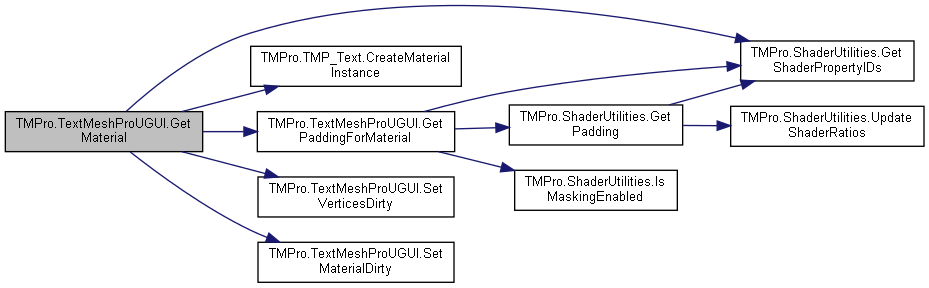 TMPro.TextMeshProUGUI.Get
Material
TMPro.TMP_Text.CreateMaterial
Instance
TMPro.TextMeshProUGUI.Get
PaddingForMaterial
TMPro.TextMeshProUGUI.Set
VerticesDirty
TMPro.TextMeshProUGUI.Set
MaterialDirty
TMPro.ShaderUtilities.Get
Padding
TMPro.ShaderUtilities.Is
MaskingEnabled
TMPro.ShaderUtilities.Get
ShaderPropertyIDs
TMPro.ShaderUtilities.Update
ShaderRatios